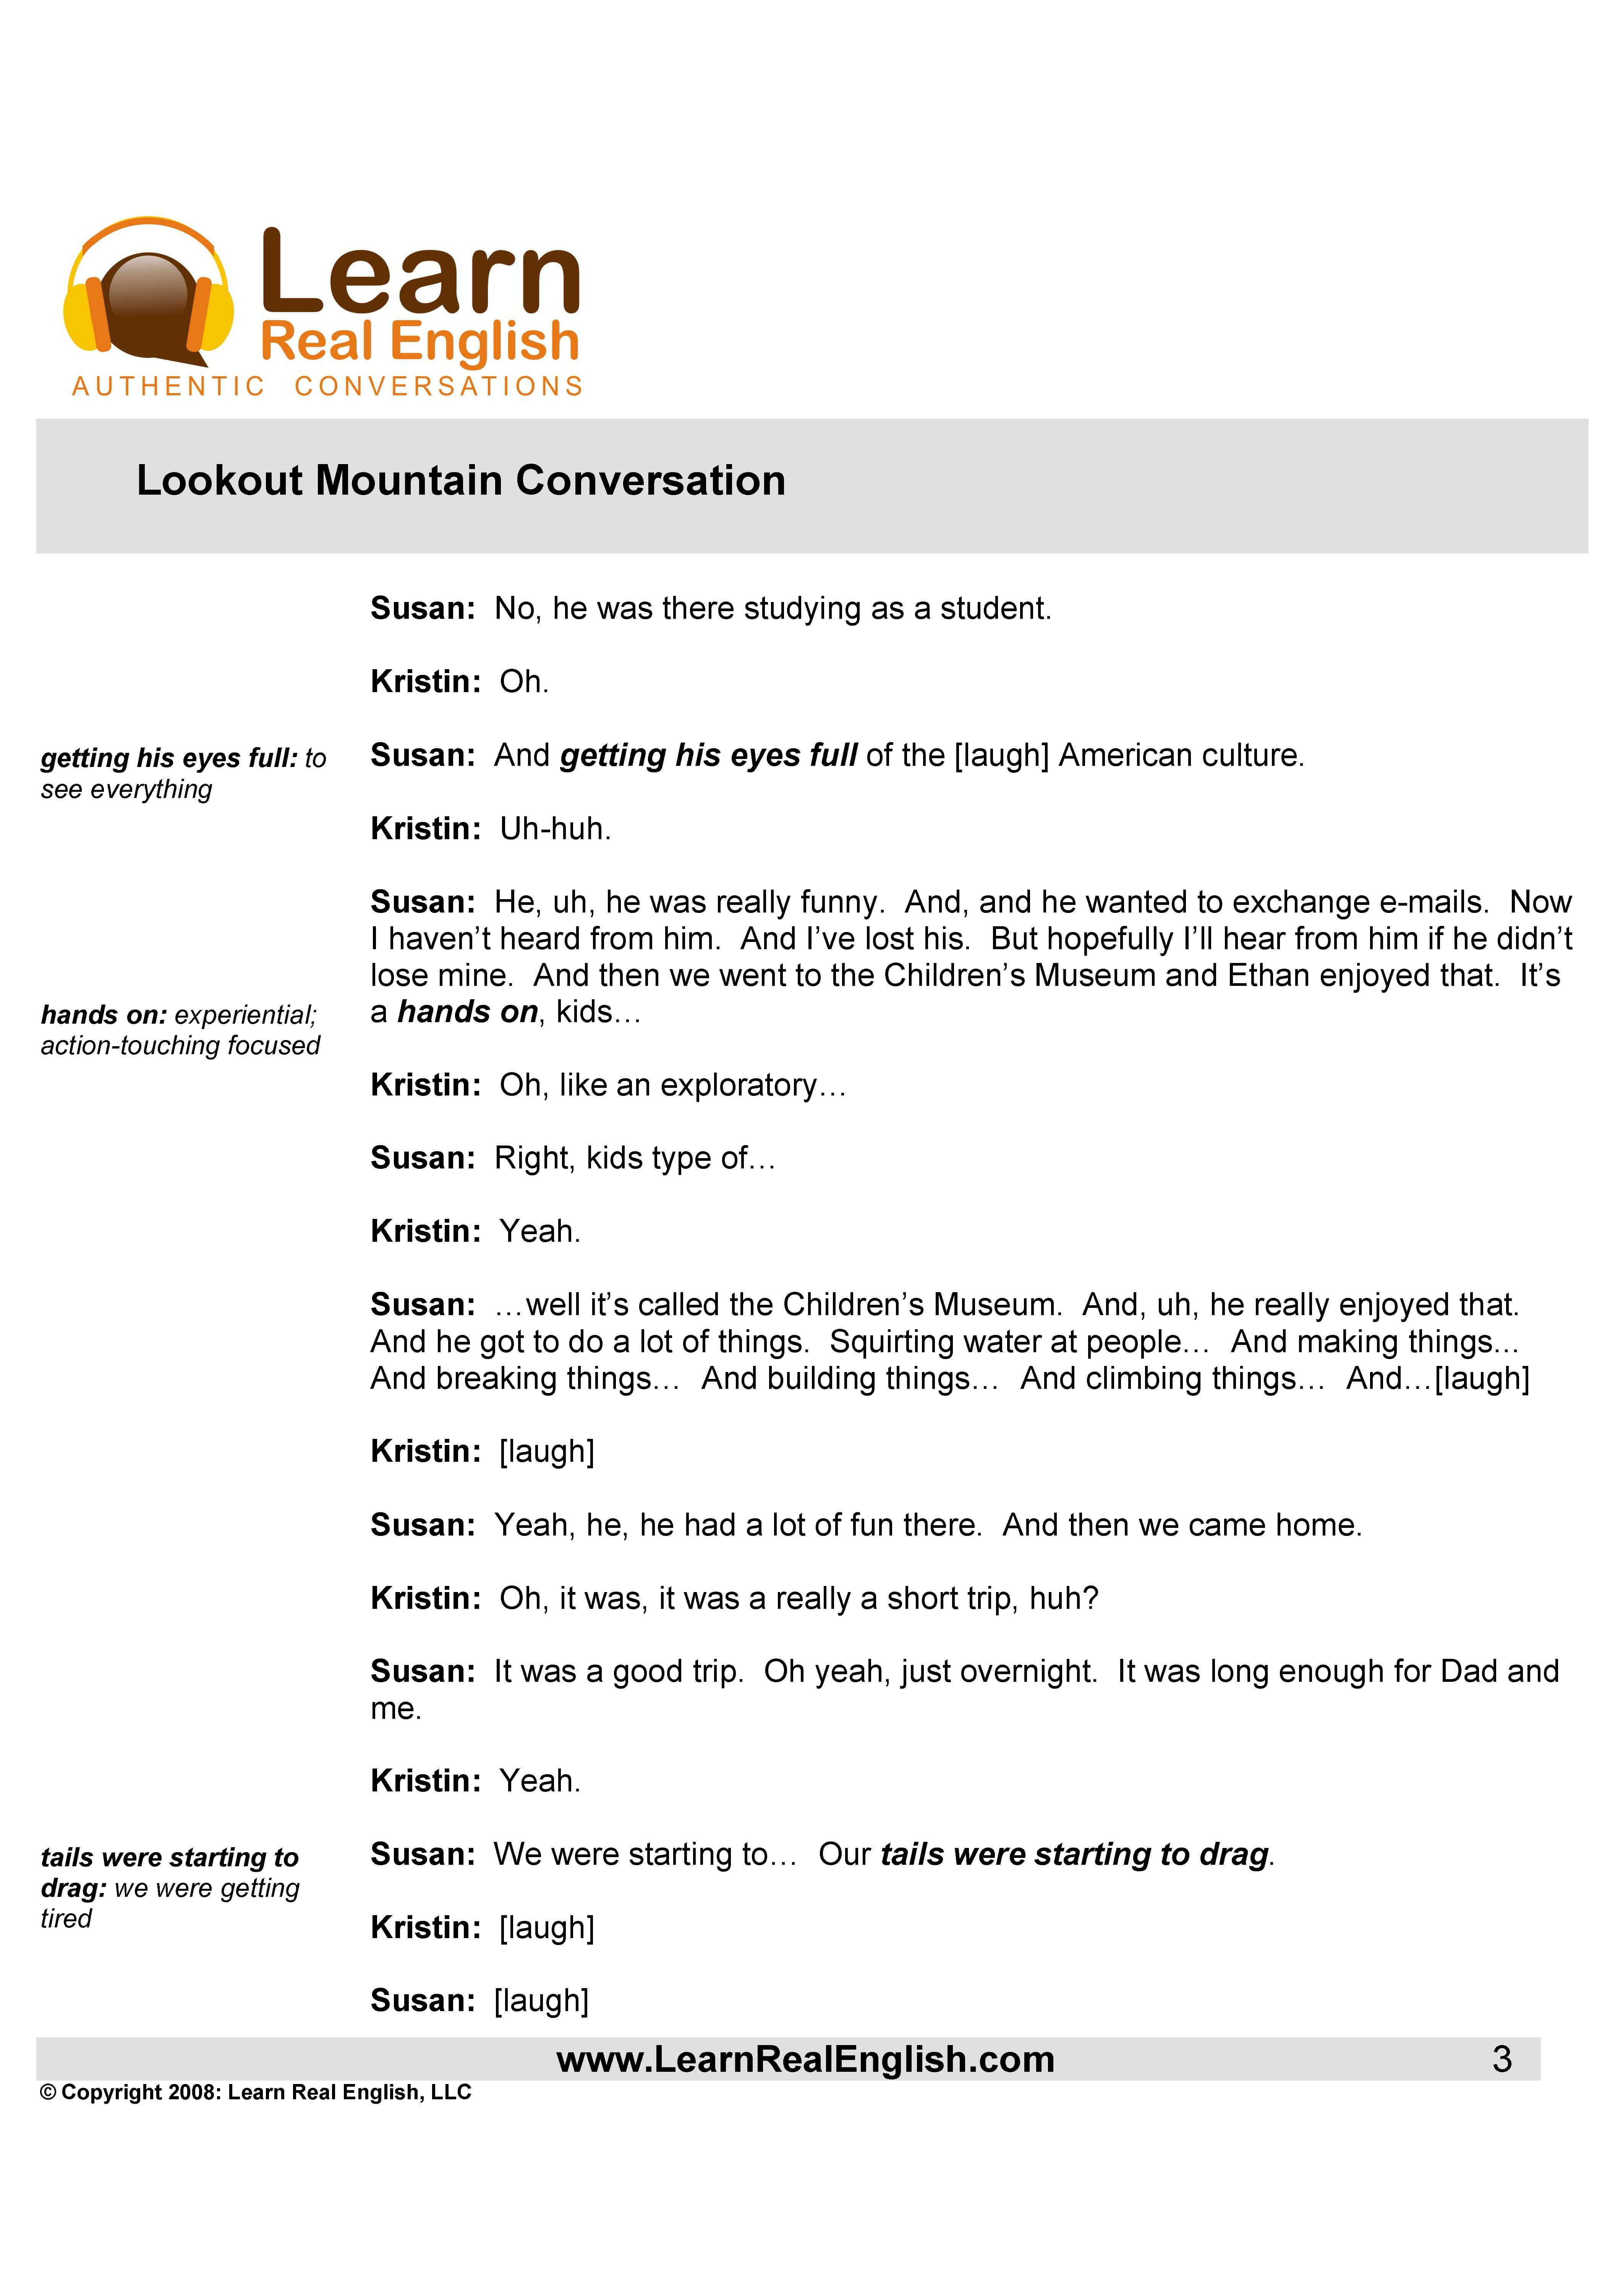 Learn
Real English
AUTHENTIC CONVERSATIONS
Lookout Mountain Conversation
Susan: No, he was there studying as a student.
Kristin: Oh.
getting his eyes full: to
see everything
Susan: And getting his eyes full of the [laugh] American culture.
Kristin: Uh-huh.
Susan: He, uh, he was really funny. And, and he wanted to exchange e-mails. Now
I haven’t heard from him. And I’ve lost his. But hopefully I’ll hear from him if he didn’t
lose mine. And then we went to the Children’s Museum and Ethan enjoyed that. It’s
a hands on, kids…
hands on: experiential;
action-touching focused
Kristin: Oh, like an exploratory…
Susan: Right, kids type of…
Kristin: Yeah.
Susan: …well it’s called the Children’s Museum. And, uh, he really enjoyed that.
And he got to do a lot of things. Squirting water at people… And making things...
And breaking things… And building things… And climbing things… And…[laugh]
Kristin: [laugh]
Susan: Yeah, he, he had a lot of fun there. And then we came home.
Kristin: Oh, it was, it was a really a short trip, huh?
Susan: It was a good trip. Oh yeah, just overnight. It was long enough for Dad and
me.
Kristin: Yeah.
tails were starting to
drag: we were getting
tired
Susan: We were starting to… Our tails were starting to drag.
Kristin: [laugh]
Susan: [laugh]
www.LearnRealEnglish.com 3
© Copyright 2008: Learn Real English, LLC